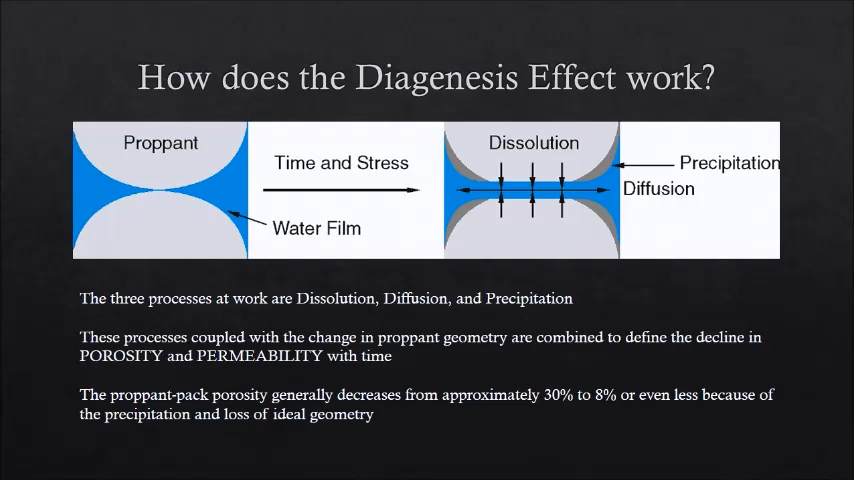 How does the Diagenesis Effect work?
Proppant
Time and Stress
Water Film
Dissolution
Precipitation
Diffusion
The three processes at work are Dissolution, Diffusion, and Precipitation
These processes coupled with the change in proppant geometry are combined to define the decline in
POROSITY and PERMEABILITY with time
The proppant-pack porosity generally decreases from approximately 30% to 8% or even less because of
the precipitation and loss of ideal geometry